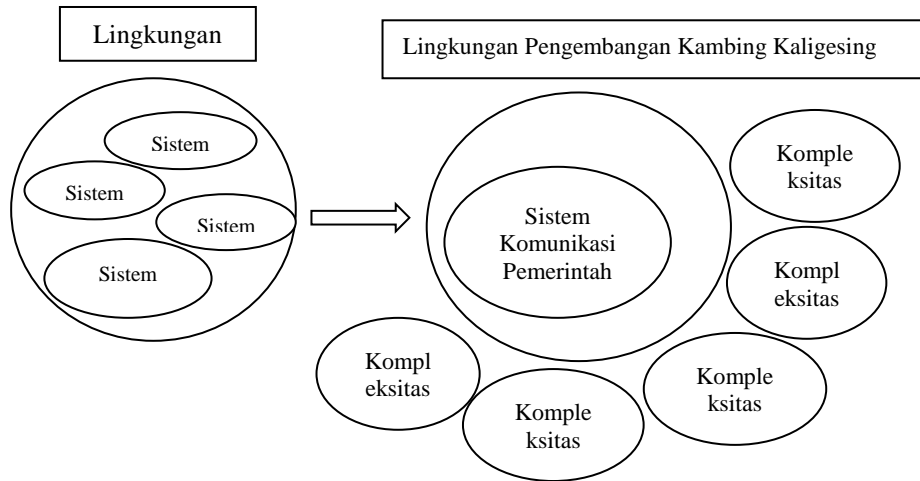 Lingkungan
Lingkungan Pengembangan Kambing Kaligesing
Sistem
Sistem
Sistem
Sistem
Sistem
Komunikasi
Pemerintah
Komple
ksitas
Kompl
eksitas
Komple
ksitas
Komple
ksitas
Kompl
eksitas